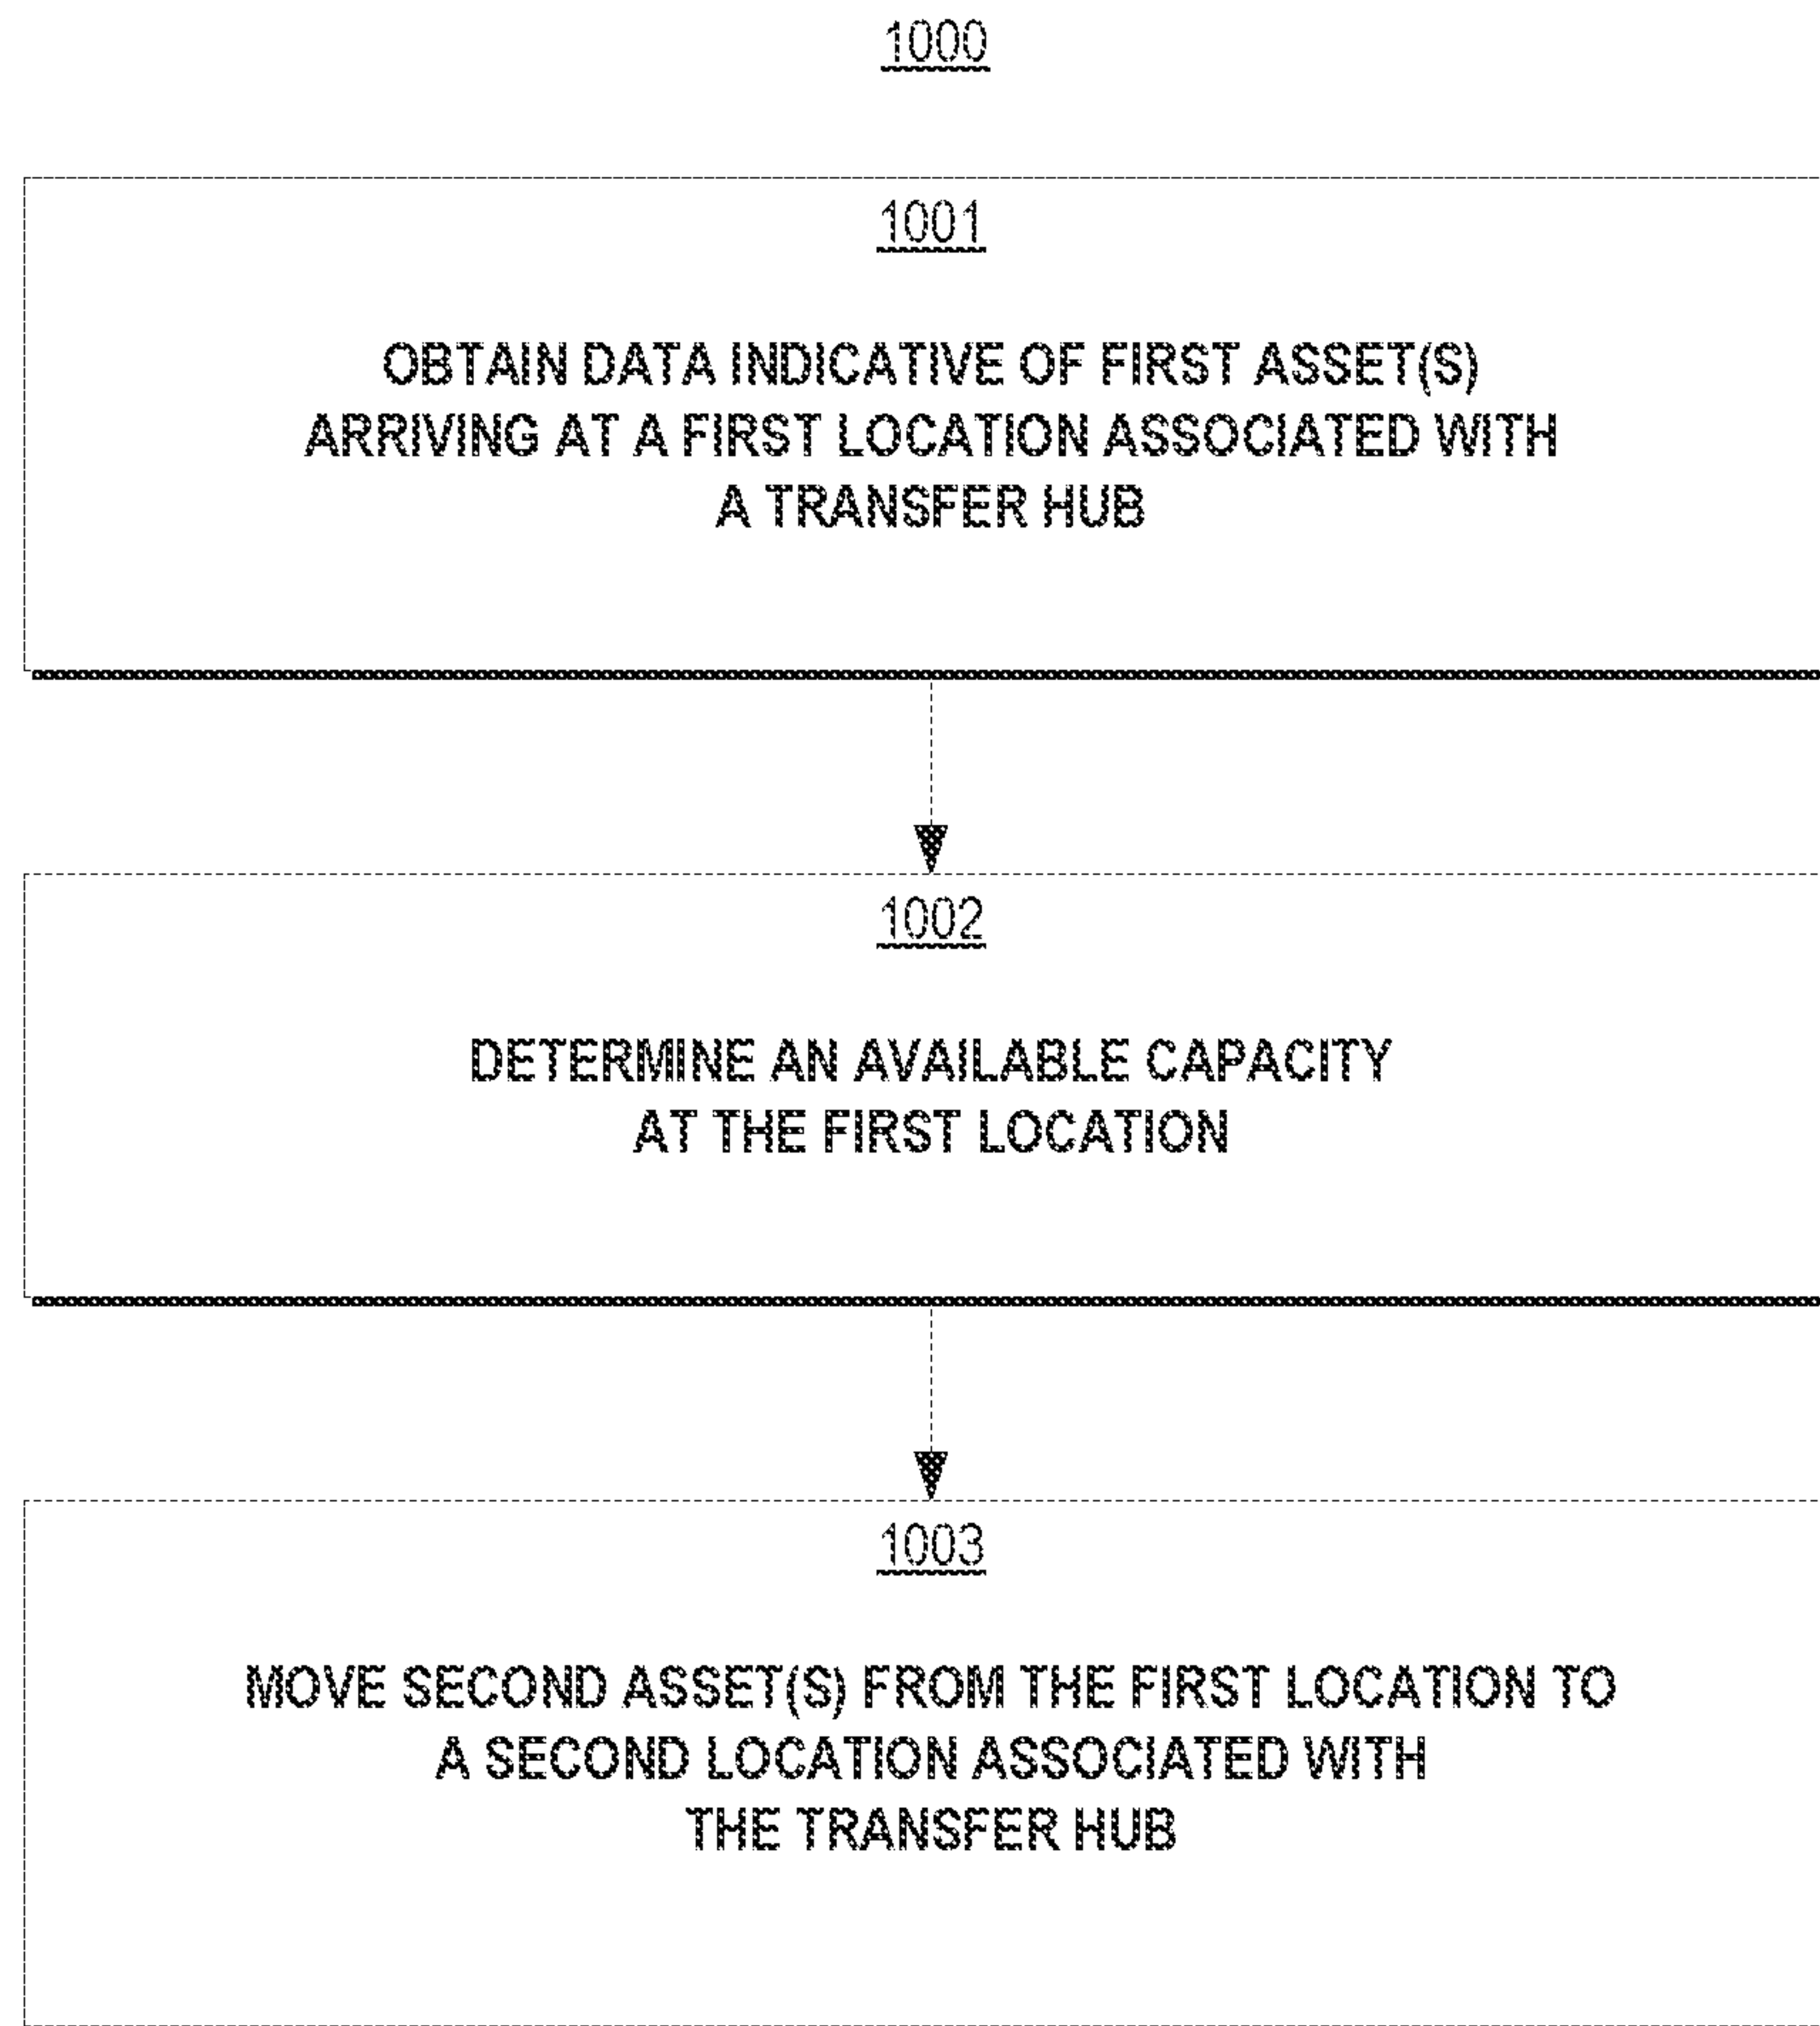 1000
1001
OBTAIN DATA INDICATIVE OF FIRST ASSET(S)
ARRIVING AT A FIRST LOCATION ASSOCIATED WITH
A TRANSFER HUB
1002
DETERMINE AN AVAILABLE CAPACITY
AT THE FIRST LOCATION
1003
MOVE SECOND ASSET(S) FROM THE FIRST LOCATION TO
A SECOND LOCATION ASSOCIATED WITH
THE TRANSFER HUB